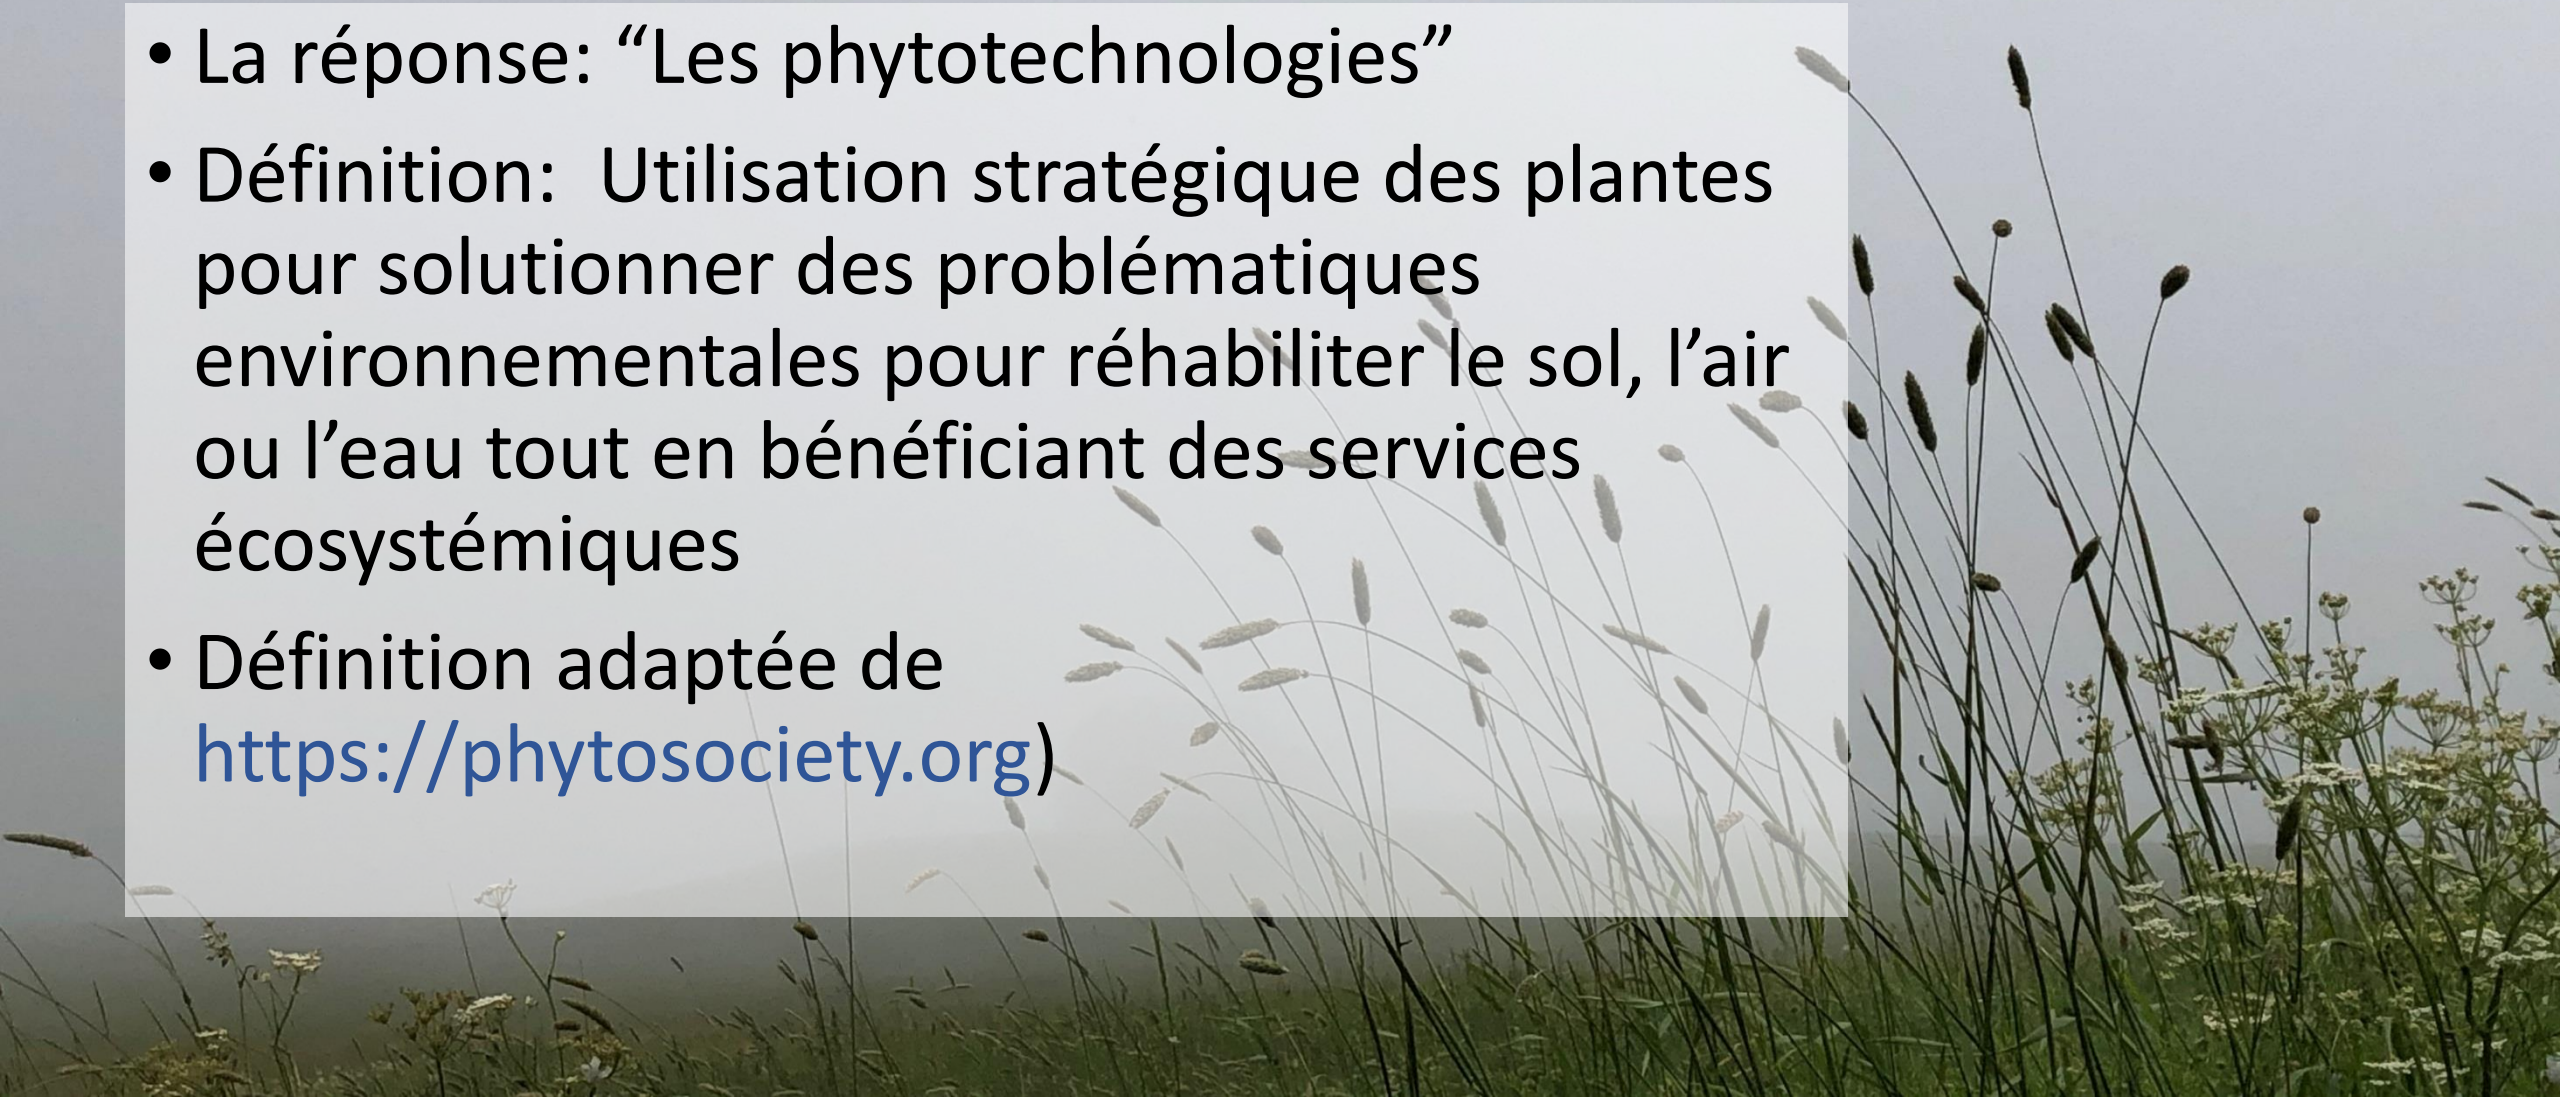 • La réponse: “Les phytotechnologies”
• Définition:  Utilisation stratégique des plantes
pour solutionner des problématiques
environnementales pour réhabiliter le sol, l’air
ou l’eau tout en bénéficiant des services
écosystémiques
• Définition adaptée de
https://phytosociety.org)